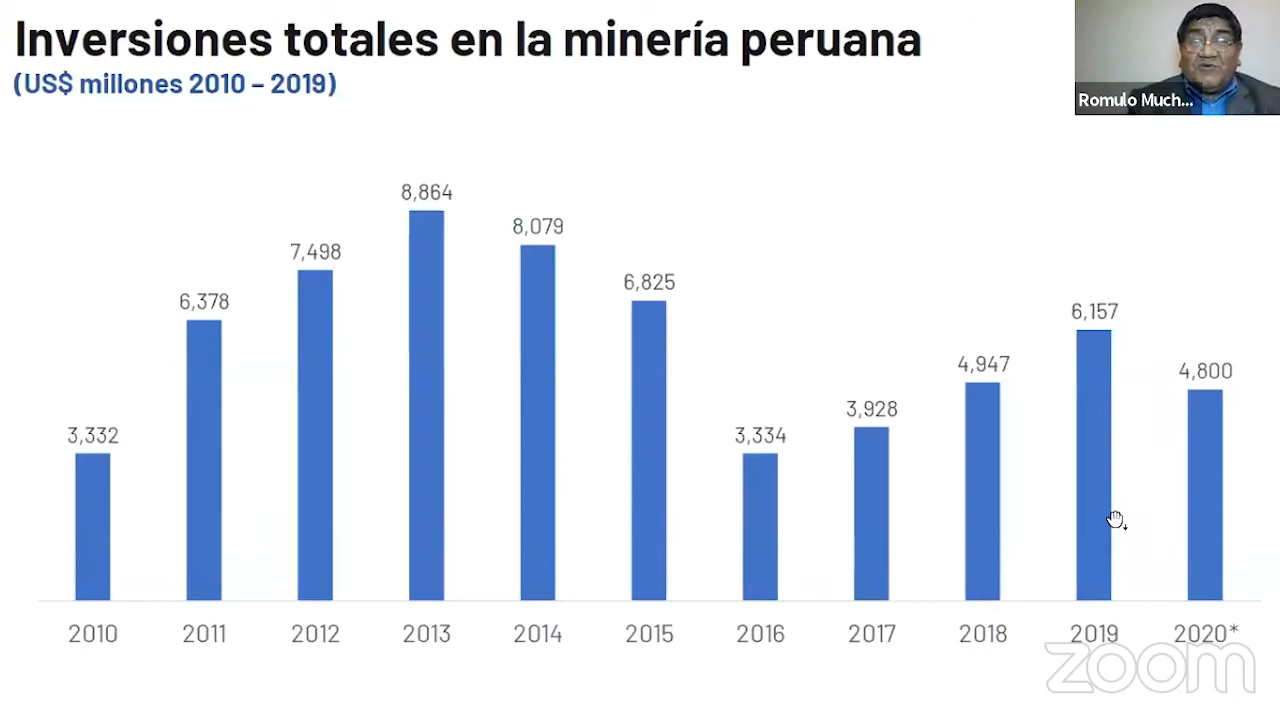 Inversiones totales en la minería peruana
(US$ millones 2010 – 2019)
Romulo Much...
8,864
8,079
7,498
6,825
6,378
6,157
4,947
4,800
3,928
3,332
3,334
2010 2011 2012 2013 2014 2015 2016 2017 2018 2019 2020*
zoom